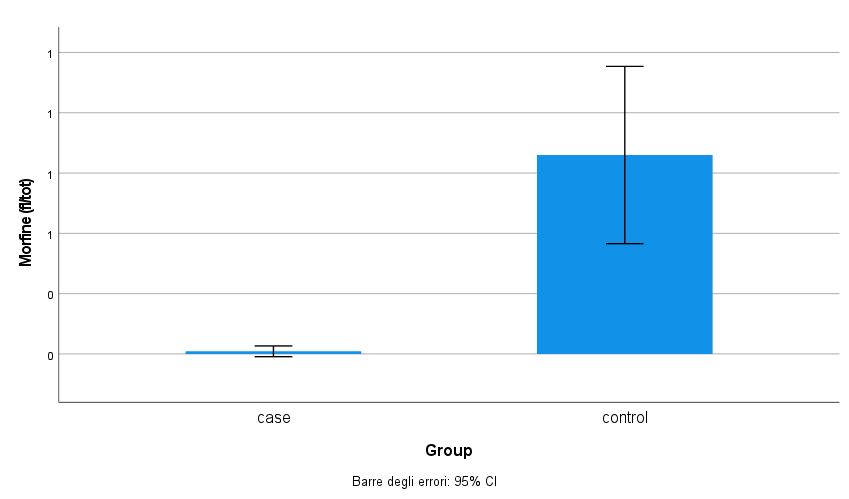 1
1
1
1
0
0
Morfine (fl/tot)
case
control
Group
Barre degli errori: 95% CI